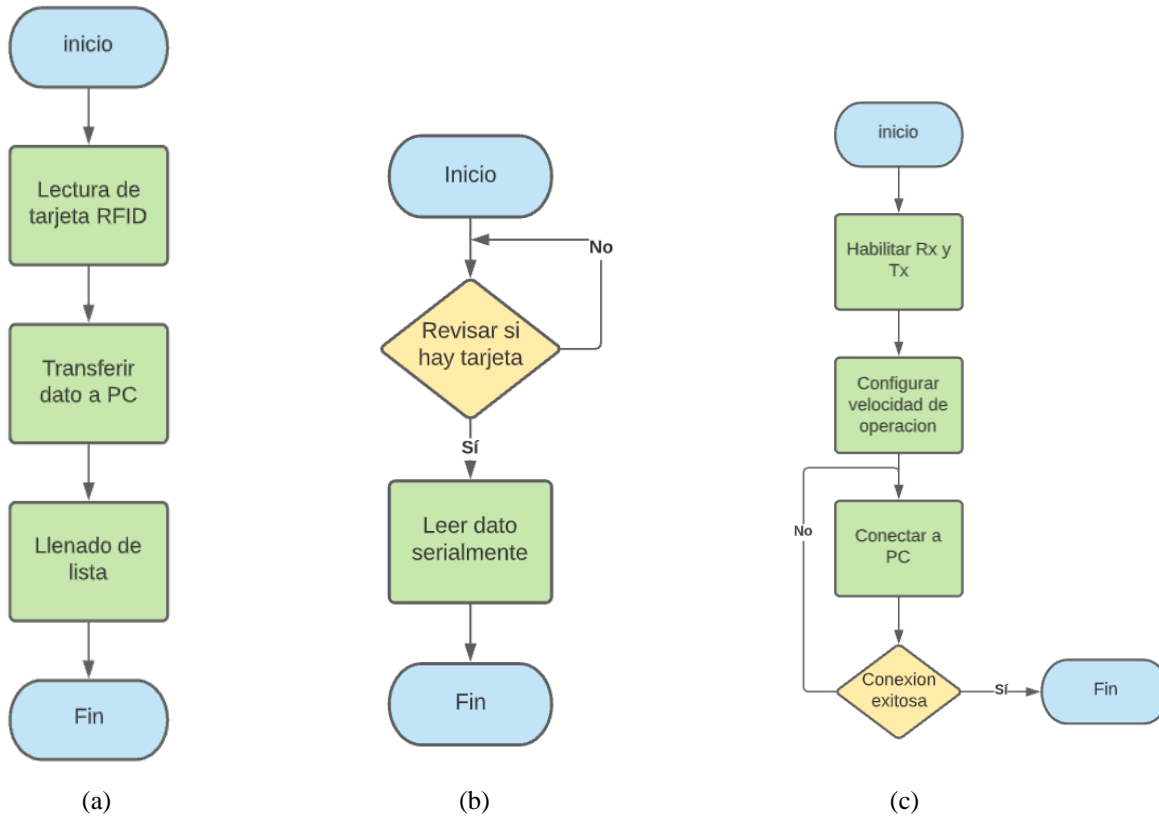 inicio
Lectura de
tarjeta RFID
Transferir
dato a PC
Llenado de
lista
Fin
(a)
Inicio
No
Revisar si
hay tarjeta
Sí
Leer dato
serialmente
Fin
(b)
inicio
Habilitar Rx y
Tx
Configurar
velocidad de
operacion
No
Conectar a
PC
Conexion
exitosa
Sí
Fin
(c)